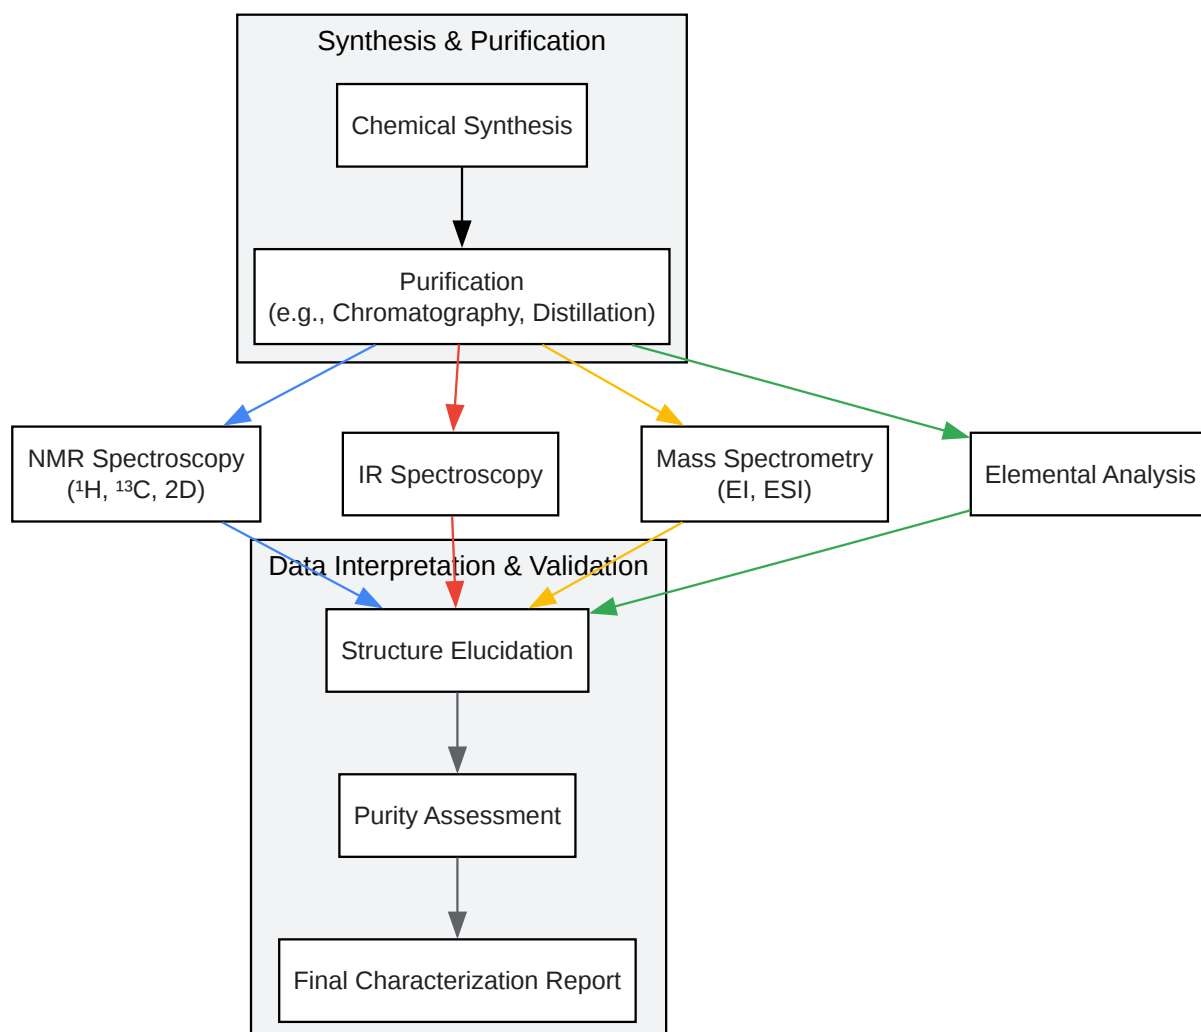 Synthesis & Purification
Chemical Synthesis
Purification
(e.g., Chromatography, Distillation)
NMR Spectroscopy
(¹H, ¹³C, 2D)
IR Spectroscopy
Mass Spectrometry
(EI, ESI)
Elemental Analysis
Data Interpretation & Validation
Structure Elucidation
Purity Assessment
Final Characterization Report